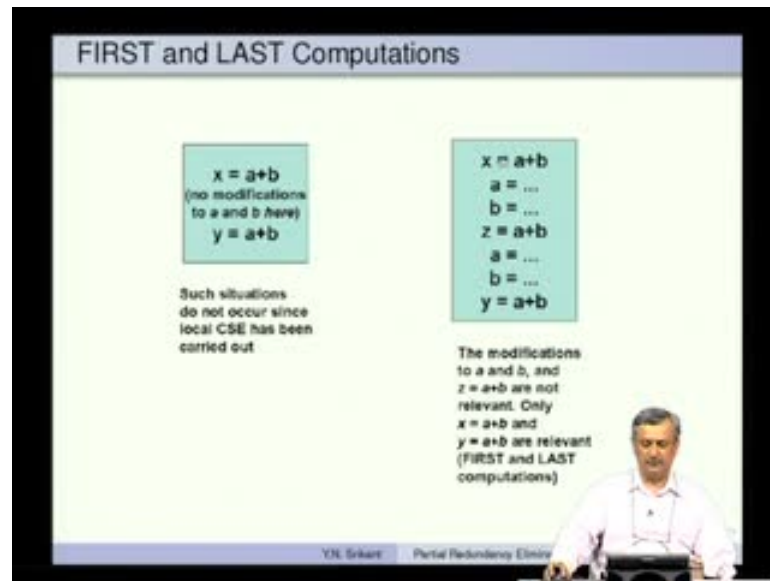 FIRST and LAST Computations
x = a+b
(no modifications
to a and b here)
y = a+b
Such situations
do not occur since
local CSE has been
carried out
x = a+b
a = ...
b = ...
z = a+b
a = ...
b = ...
y = a+b
The modifications
to a and b, and
z = a+b are not
relevant. Only
x = a+b and
y = a+b are relevant
(FIRST and LAST
computations)
Y.N. Srikant Partial Redundancy